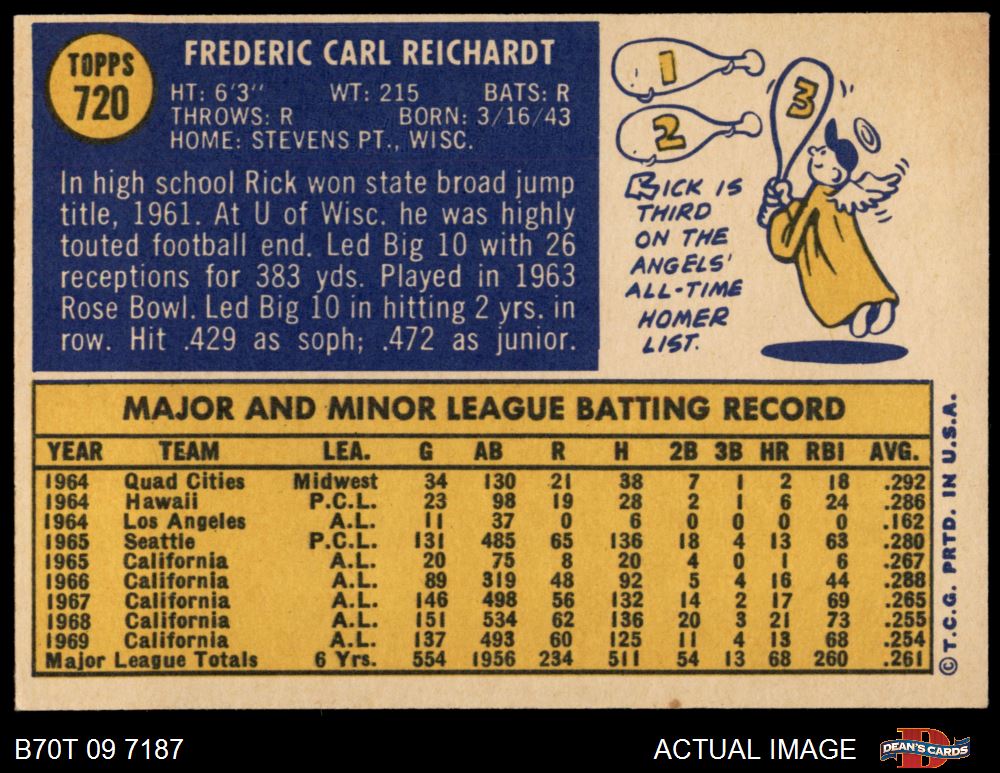 TOPPS
720
FREDERIC CARL REICHARDT
HT: 6'3" WT: 215 BATS: R
THROWS: R BORN: 3/16/43
HOME: STEVENS PT., WISC.
In high school Rick won state broad jump
title, 1961. At U of Wisc. he was highly
touted football end. Led Big 10 with 26
receptions for 383 yds. Played in 1963
Rose Bowl. Led Big 10 in hitting 2 yrs. in
row. Hit .429 as soph; .472 as junior.
1
2
3
RICK IS
THIRD
ON THE
ANGELS'
ALL-TIME
HOMER
LIST.
MAJOR AND MINOR LEAGUE BATTING RECORD
YEAR TEAM LEA. G AB R H 2B 3B HR RBI AVG.
1964 Quad Cities Midwest 34 130 21 38 7 1 2 18 .292
1964 Hawaii P.C.L. 23 98 19 28 2 1 6 24 .286
1964 Los Angeles A.L. 11 37 0 6 0 0 0 0 .162
1965 Seattle P.C.L. 131 485 65 136 18 4 13 63 .280
1965 California A.L. 20 75 8 20 4 0 1 6 .267
1966 California A.L. 89 319 48 92 5 4 16 44 .288
1967 California A.L. 146 498 56 132 14 2 17 69 .265
1968 California A.L. 151 534 62 136 20 3 21 73 .255
1969 California A.L. 137 493 60 125 11 4 13 68 .254
Major League Totals 6 Yrs. 554 1956 234 511 54 13 68 260 .261
© T.C.G. PRTD. IN U.S.A.
B70T 09 7187
ACTUAL IMAGE
DEAN'S CARDS